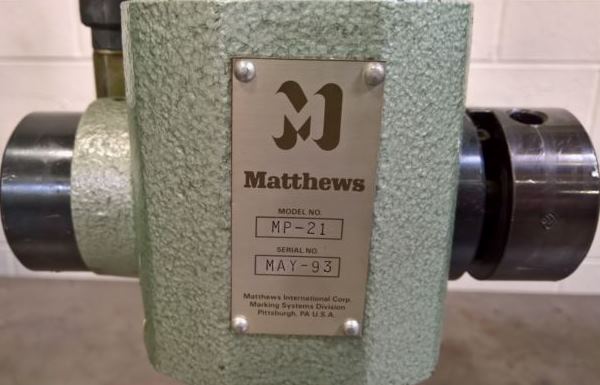 M
Matthews
MODEL NO.
MP-21
SERIAL NO.
MAY-93
Matthews International Corp.
Marking Systems Division
Pittsburgh, PA U.S.A.